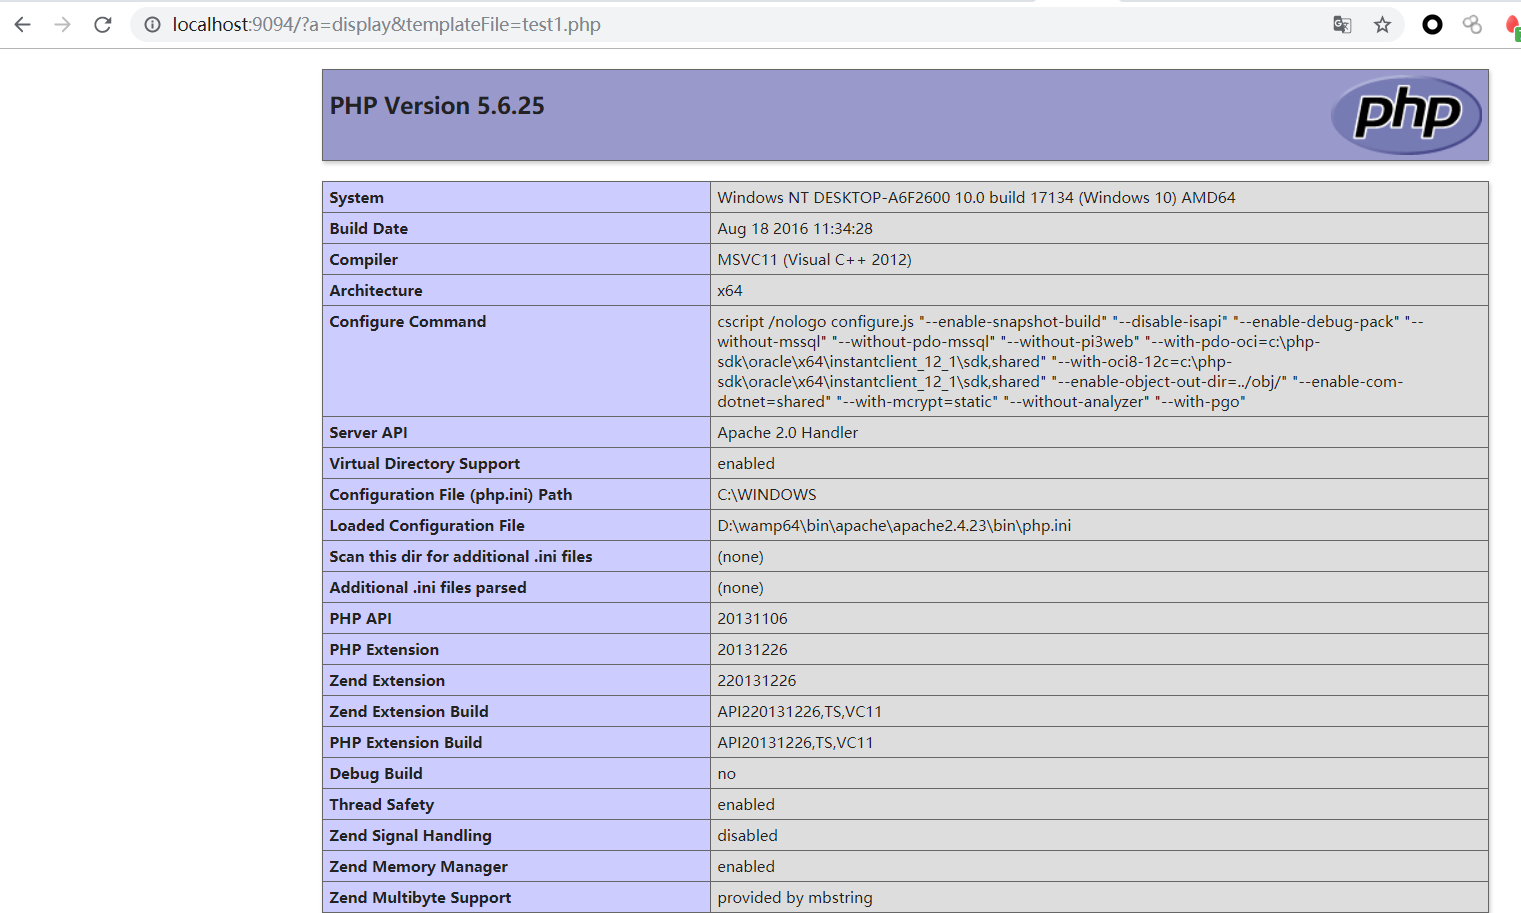 localhost:9094/?a=display&templateFile=test1.php
PHP Version 5.6.25
php
System Windows NT DESKTOP-A6F2600 10.0 build 17134 (Windows 10) AMD64
Build Date Aug 18 2016 11:34:28
Compiler MSVC11 (Visual C++ 2012)
Architecture x64
Configure Command cscript /nologo configure.js "--enable-snapshot-build" "--disable-isapi" "--enable-debug-pack" "--
without-mssql" "--without-pdo-mssql" "--without-pi3web" "--with-pdo-oci=c:\php-
sdk\oracle\x64\instantclient_12_1\sdk,shared" "--with-oci8-12c=c:\php-
sdk\oracle\x64\instantclient_12_1\sdk,shared" "--enable-object-out-dir=../obj/" "--enable-com-
dotnet=shared" "--with-mcrypt=static" "--without-analyzer" "--with-pgo"
Server API Apache 2.0 Handler
Virtual Directory Support enabled
Configuration File (php.ini) Path C:\WINDOWS
Loaded Configuration File D:\wamp64\bin\apache\apache2.4.23\bin\php.ini
Scan this dir for additional .ini files (none)
Additional .ini files parsed (none)
PHP API 20131106
PHP Extension 20131226
Zend Extension 220131226
Zend Extension Build API220131226,TS,VC11
PHP Extension Build API20131226,TS,VC11
Debug Build no
Thread Safety enabled
Zend Signal Handling disabled
Zend Memory Manager enabled
Zend Multibyte Support provided by mbstring